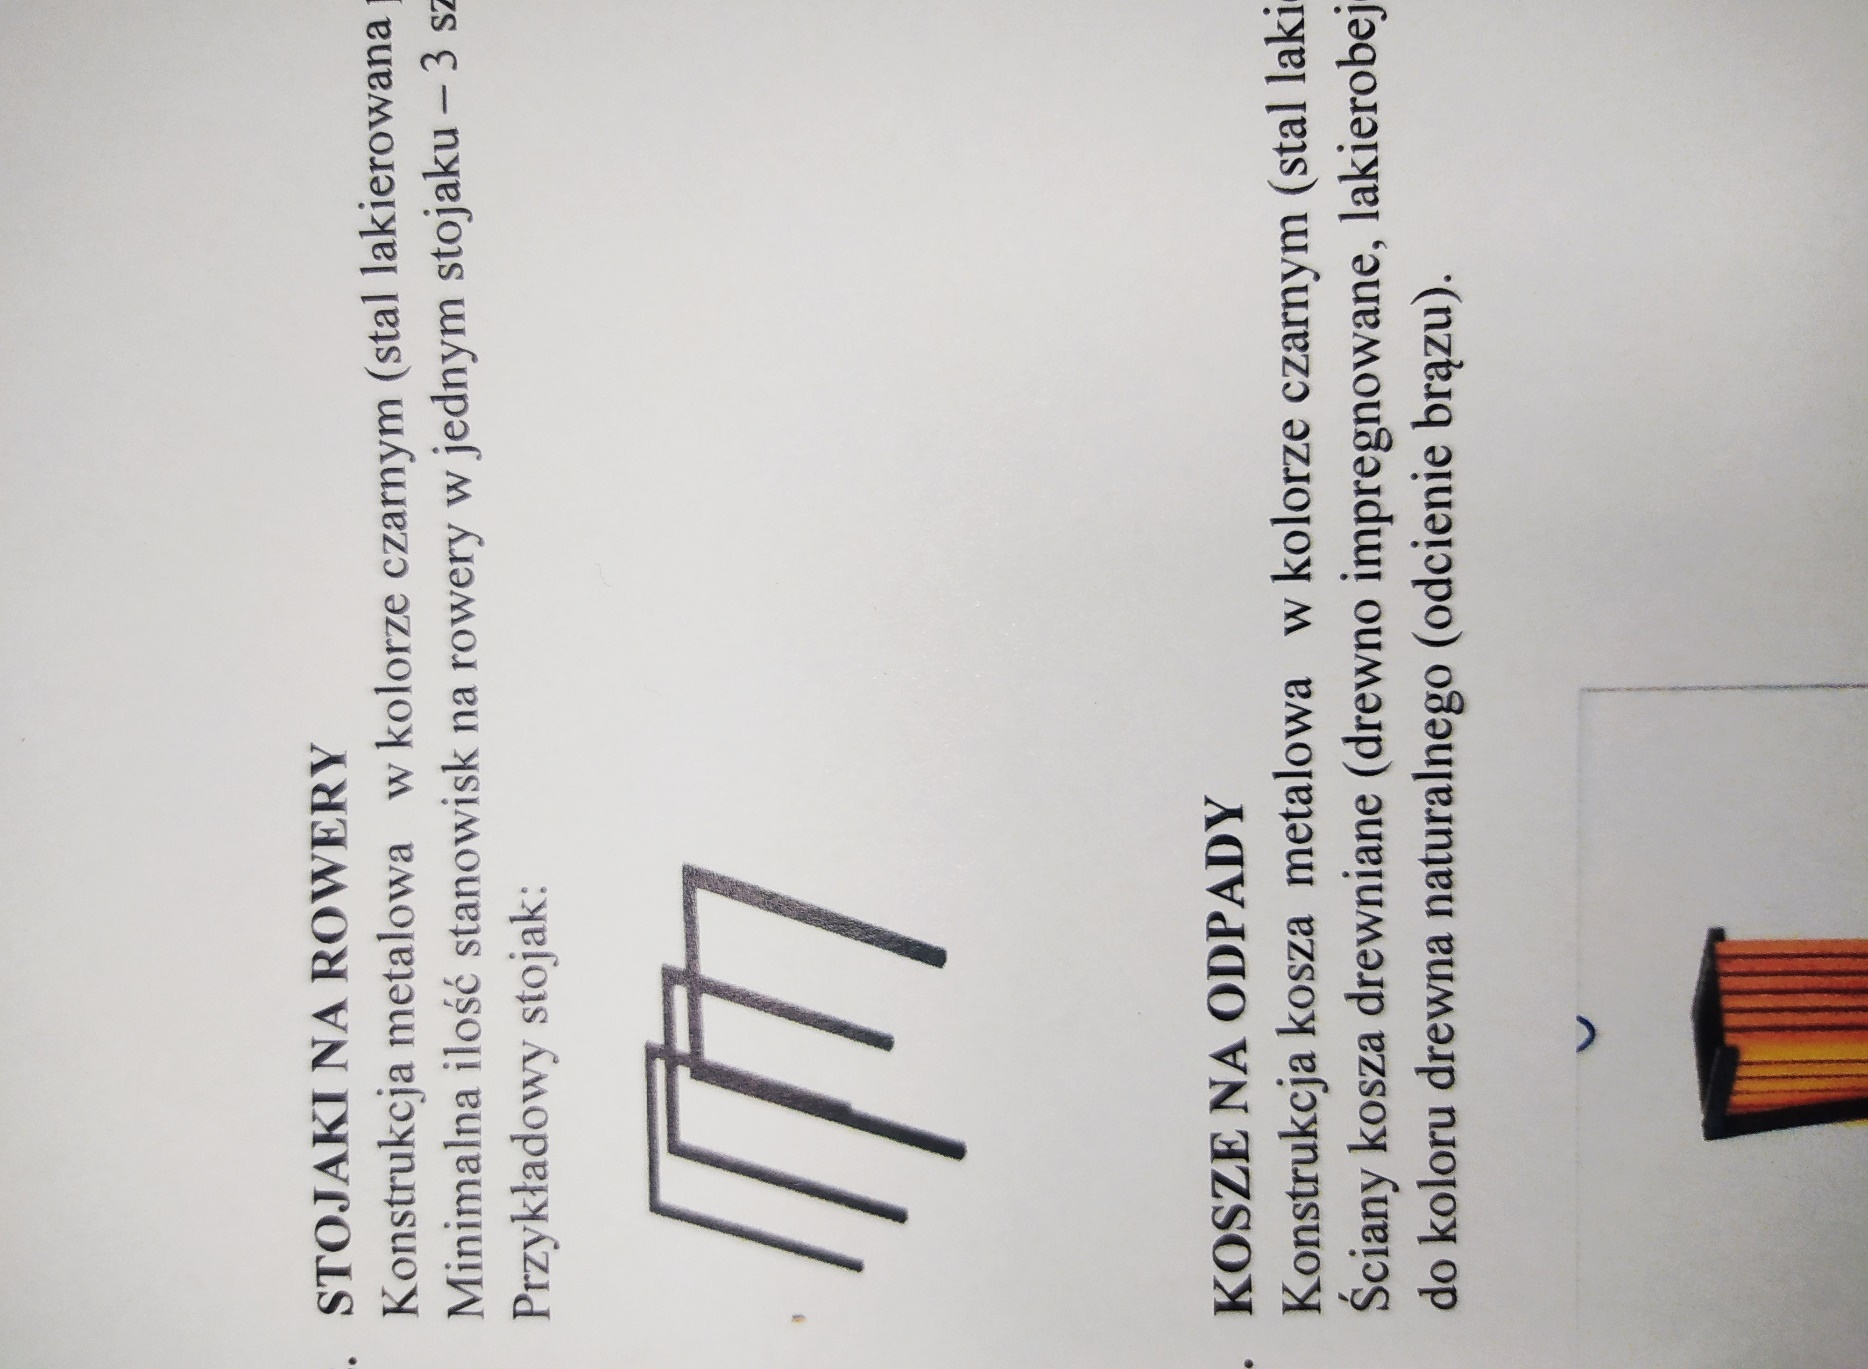 STOJAKI NA ROWERY
Konstrukcja metalowa w kolorze czarnym (stal lakierowana
Minimalna ilość stanowisk na rowery w jednym stojaku – 3
Przykładowy stojak:
KOSZE NA ODPADY
Konstrukcja kosza metalowa w kolorze czarnym (stal
Ściany kosza drewniane (drewno impregnowane,
do koloru drewna naturalnego (odcienie brązu).